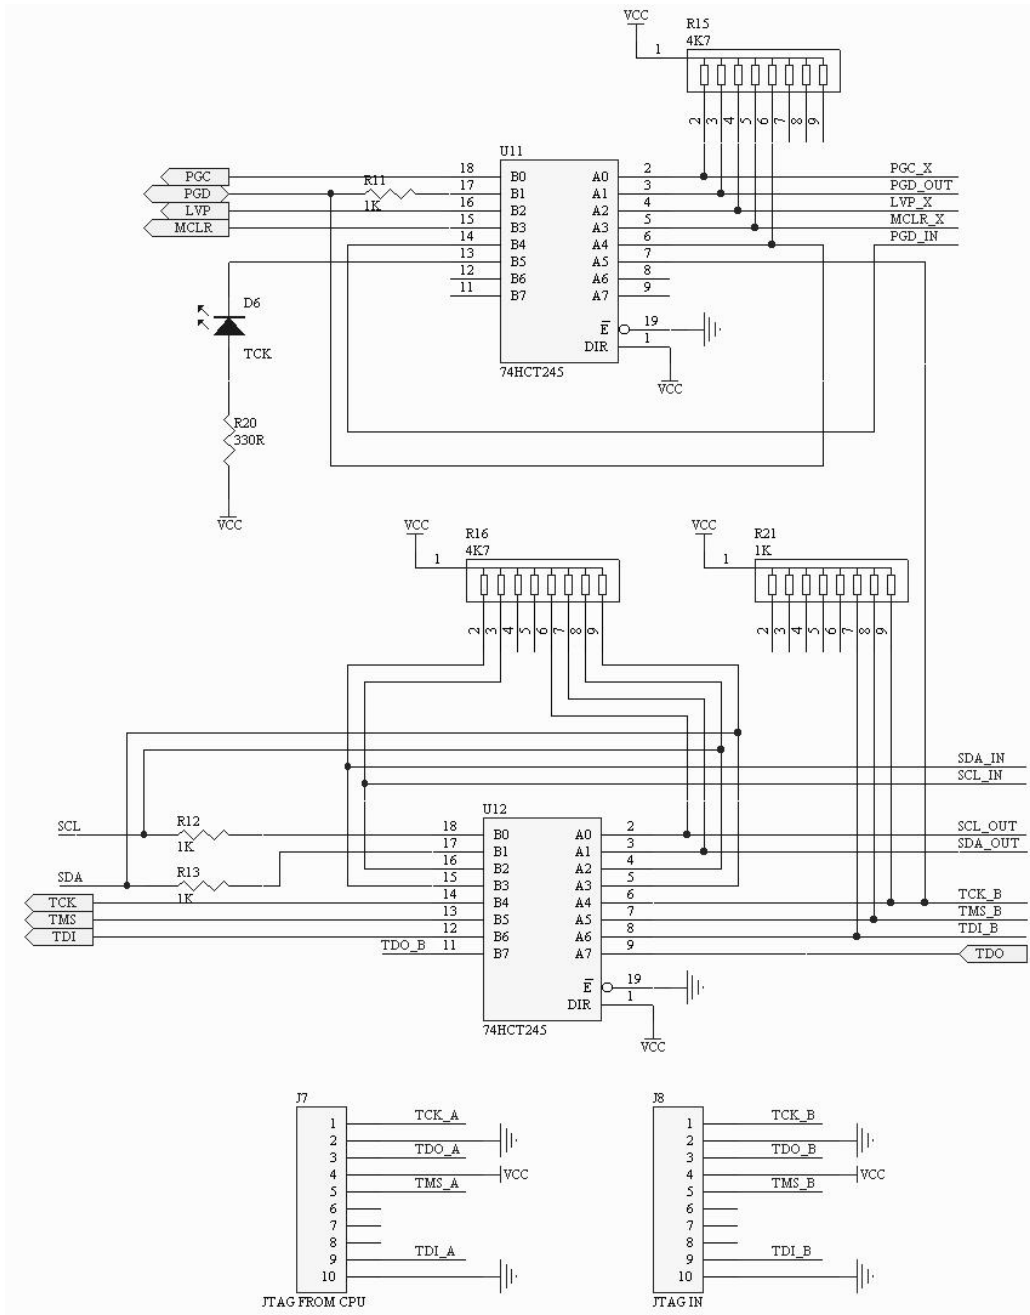 VCC
R15
4K7
1
2 3 4 5 6 7 8 9
U11
PGC 18 B0 A0 2 PGC_X
PGD R11 1K 17 B1 A1 3 PGD_OUT
LVP 16 B2 A2 4 LVP_X
MCLR 15 B3 A3 5 MCLR_X
14 B4 A4 6 PGD_IN
13 B5 A5 7
12 B6 A6 8
11 B7 A7 9
E 19
DIR 1
74HCT245
VCC
D6
TCK
R20
330R
VCC
VCC
R16
4K7
1
2 3 4 5 6 7 8 9
VCC
R21
1K
1
2 3 4 5 6 7 8 9
SDA_IN
SCL_IN
U12
SCL R12 1K 18 B0 A0 2 SCL_OUT
17 B1 A1 3 SDA_OUT
16 B2 A2 4
SDA R13 1K 15 B3 A3 5
TCK 14 B4 A4 6 TCK_B
TMS 13 B5 A5 7 TMS_B
TDI 12 B6 A6 8 TDI_B
TDO_B 11 B7 A7 9 TDO
E 19
DIR 1
74HCT245
VCC
J7
1 TCK_A
2
3 TDO_A
4 VCC
5 TMS_A
6
7
8
9 TDI_A
10
JTAG FROM CPU
J8
1 TCK_B
2
3 TDO_B
4 VCC
5 TMS_B
6
7
8
9 TDI_B
10
JTAG IN